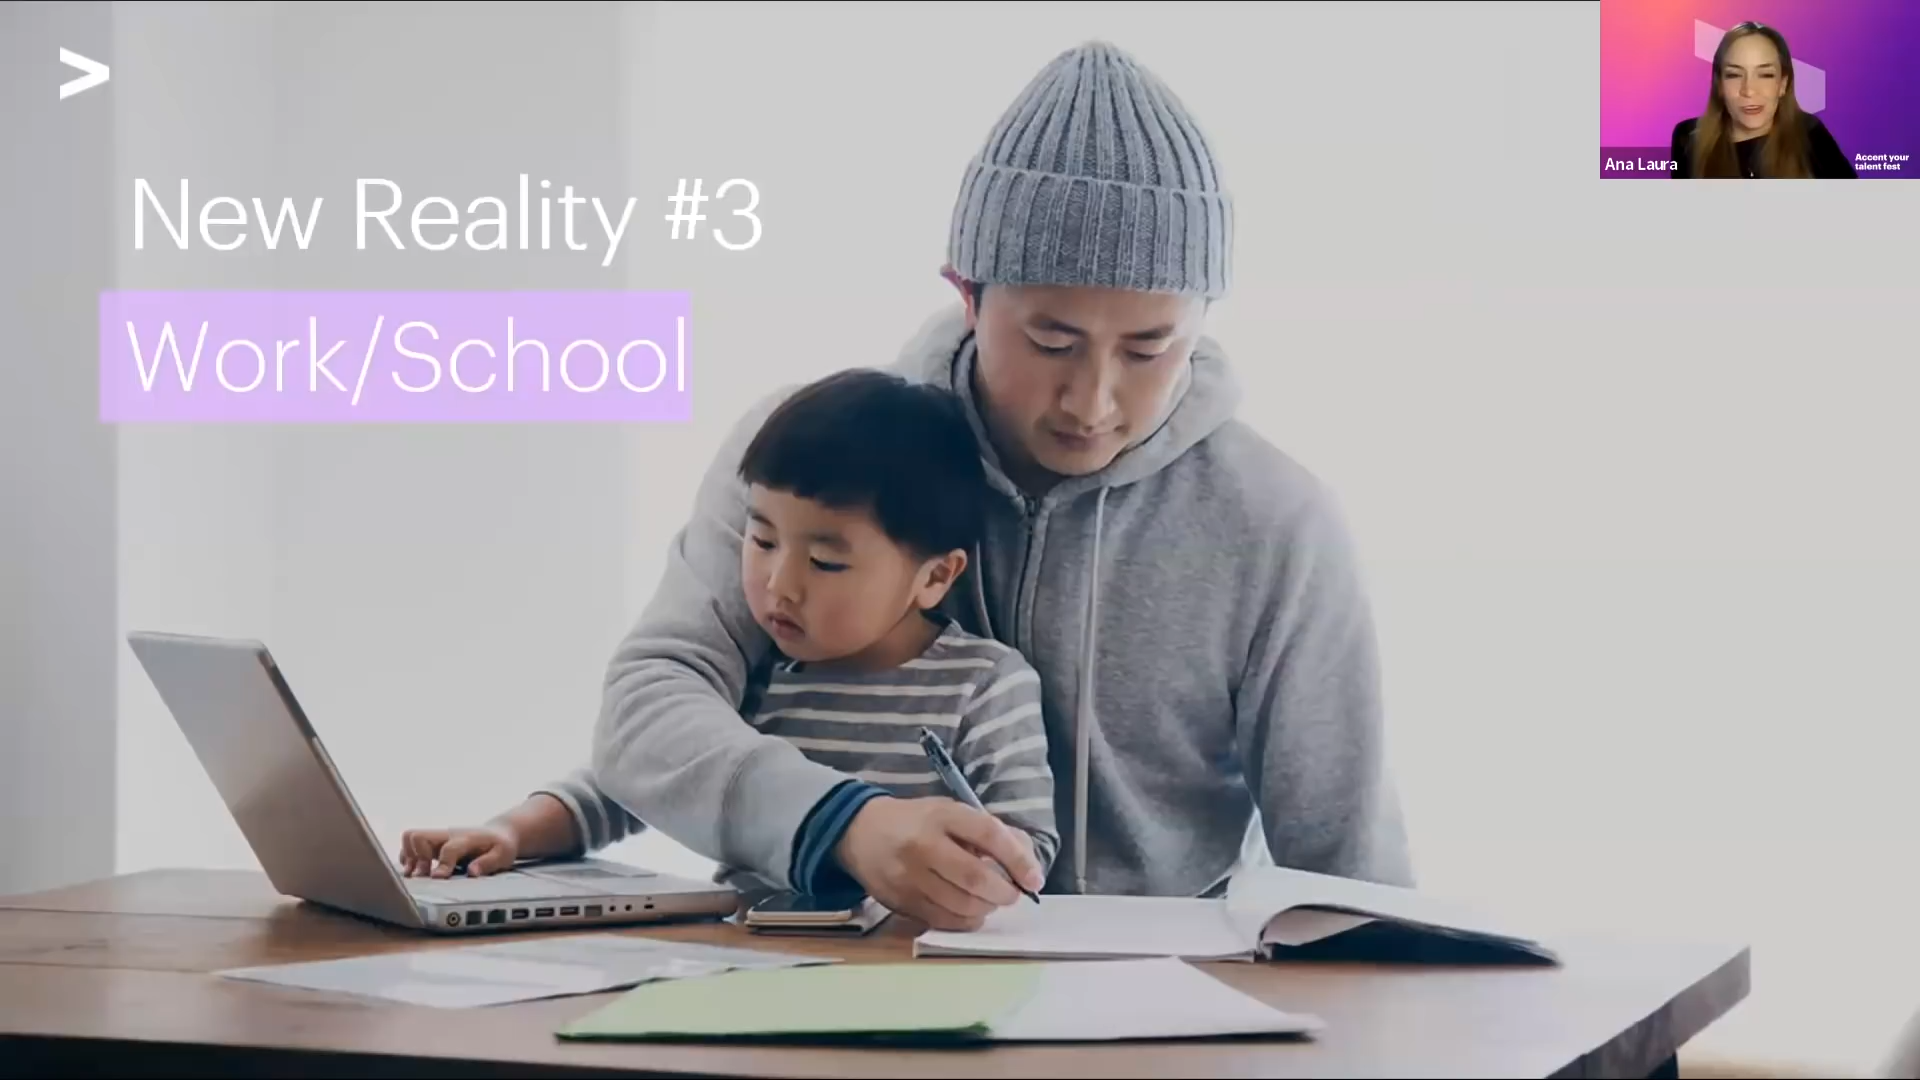 >
New Reality #3
Work/School
Ana Laura
Accent your
talent fest